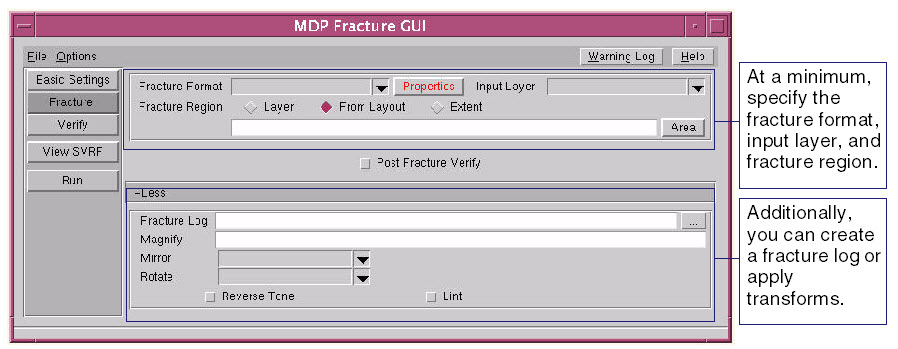 MDP Fracture GUI
File Options Warning Log Help
Basic Settings
Fracture
Verify
View SVRF
Run
Fracture Format Properties Input Layer
Fracture Region Layer From Layout Extent
Area
Post Fracture Verify
-Less
Fracture Log ...
Magnify
Mirror
Rotate
Reverse Tone Lint
At a minimum,
specify the
fracture format,
input layer, and
fracture region.
Additionally,
you can create
a fracture log or
apply
transforms.